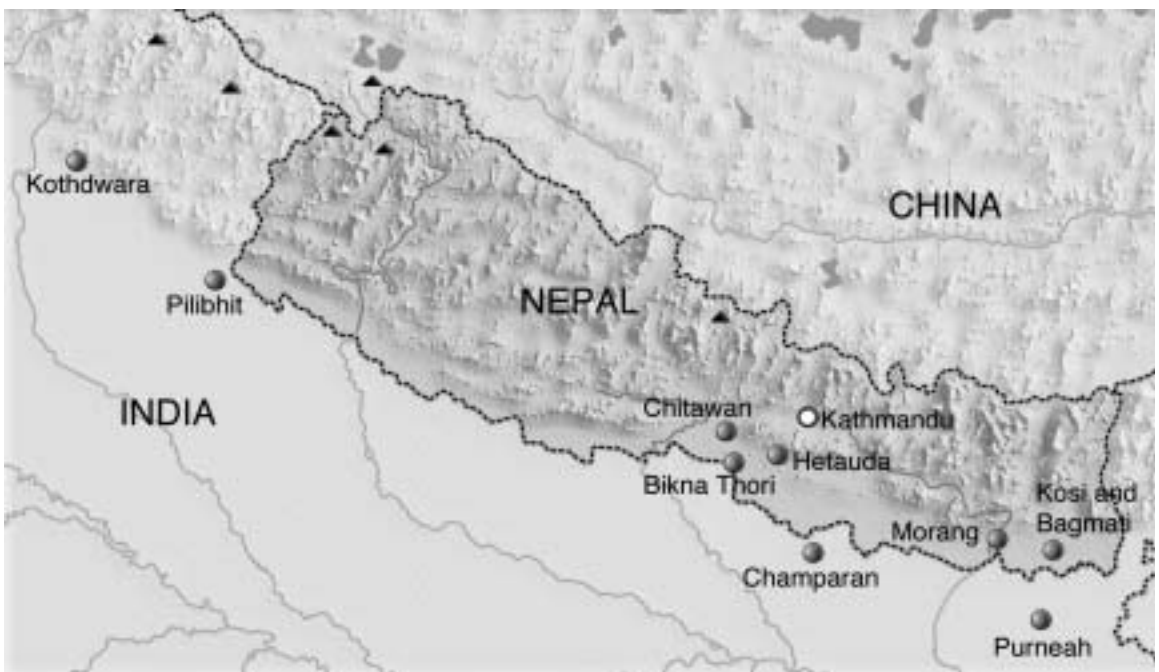 CHINA
Kothdwara
Pilibhit
NEPAL
INDIA
Chitawan
Kathmandu
Hetauda
Bikna Thori
Kosi and
Bagmati
Morang
Champaran
Purneah